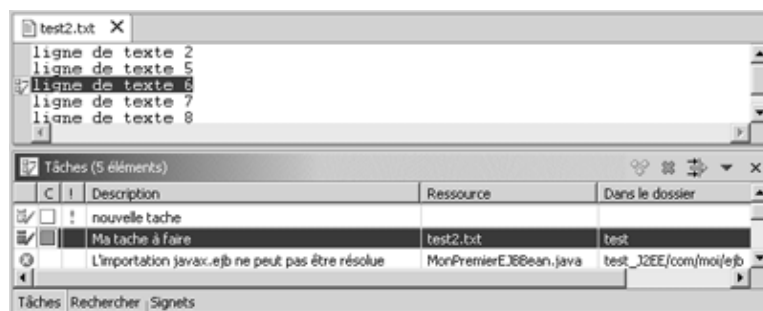 test2.txt
ligne de texte 2
ligne de texte 5
ligne de texte 6
ligne de texte 7
ligne de texte 8
Tâches (5 éléments)
C ! Description Ressource Dans le dossier
! nouvelle tache
Ma tache à faire test2.txt test
L'importation javax.ejb ne peut pas être résolue MonPremierEJBBean.java test_J2EE/com/moi/ejb
Tâches Rechercher Signets